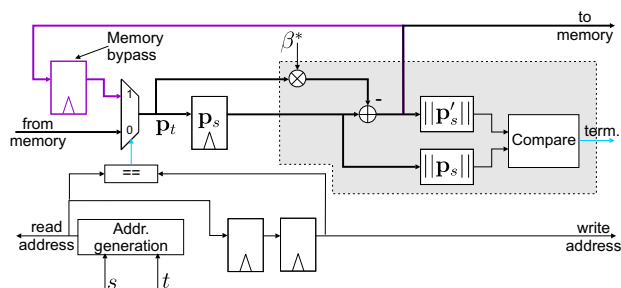 to
memory
Memory
bypass
β*
-
1
0
p_t
p_s
||p'_s||
from
memory
Compare
term.
||p_s||
==
read
address
Addr.
generation
write
address
s
t